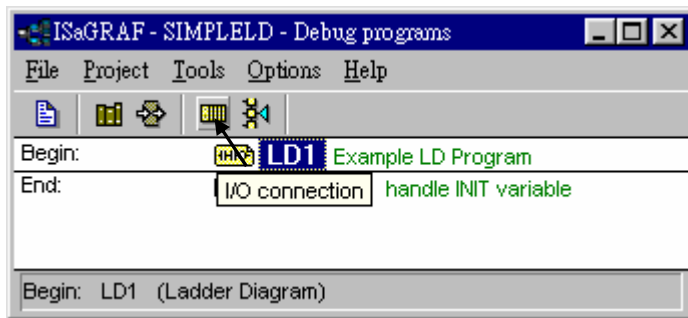 ISaGRAF - SIMPLELD - Debug programs
File Project Tools Options Help
Begin: LD1 Example LD Program
End: handle INIT variable
I/O connection
Begin: LD1 (Ladder Diagram)